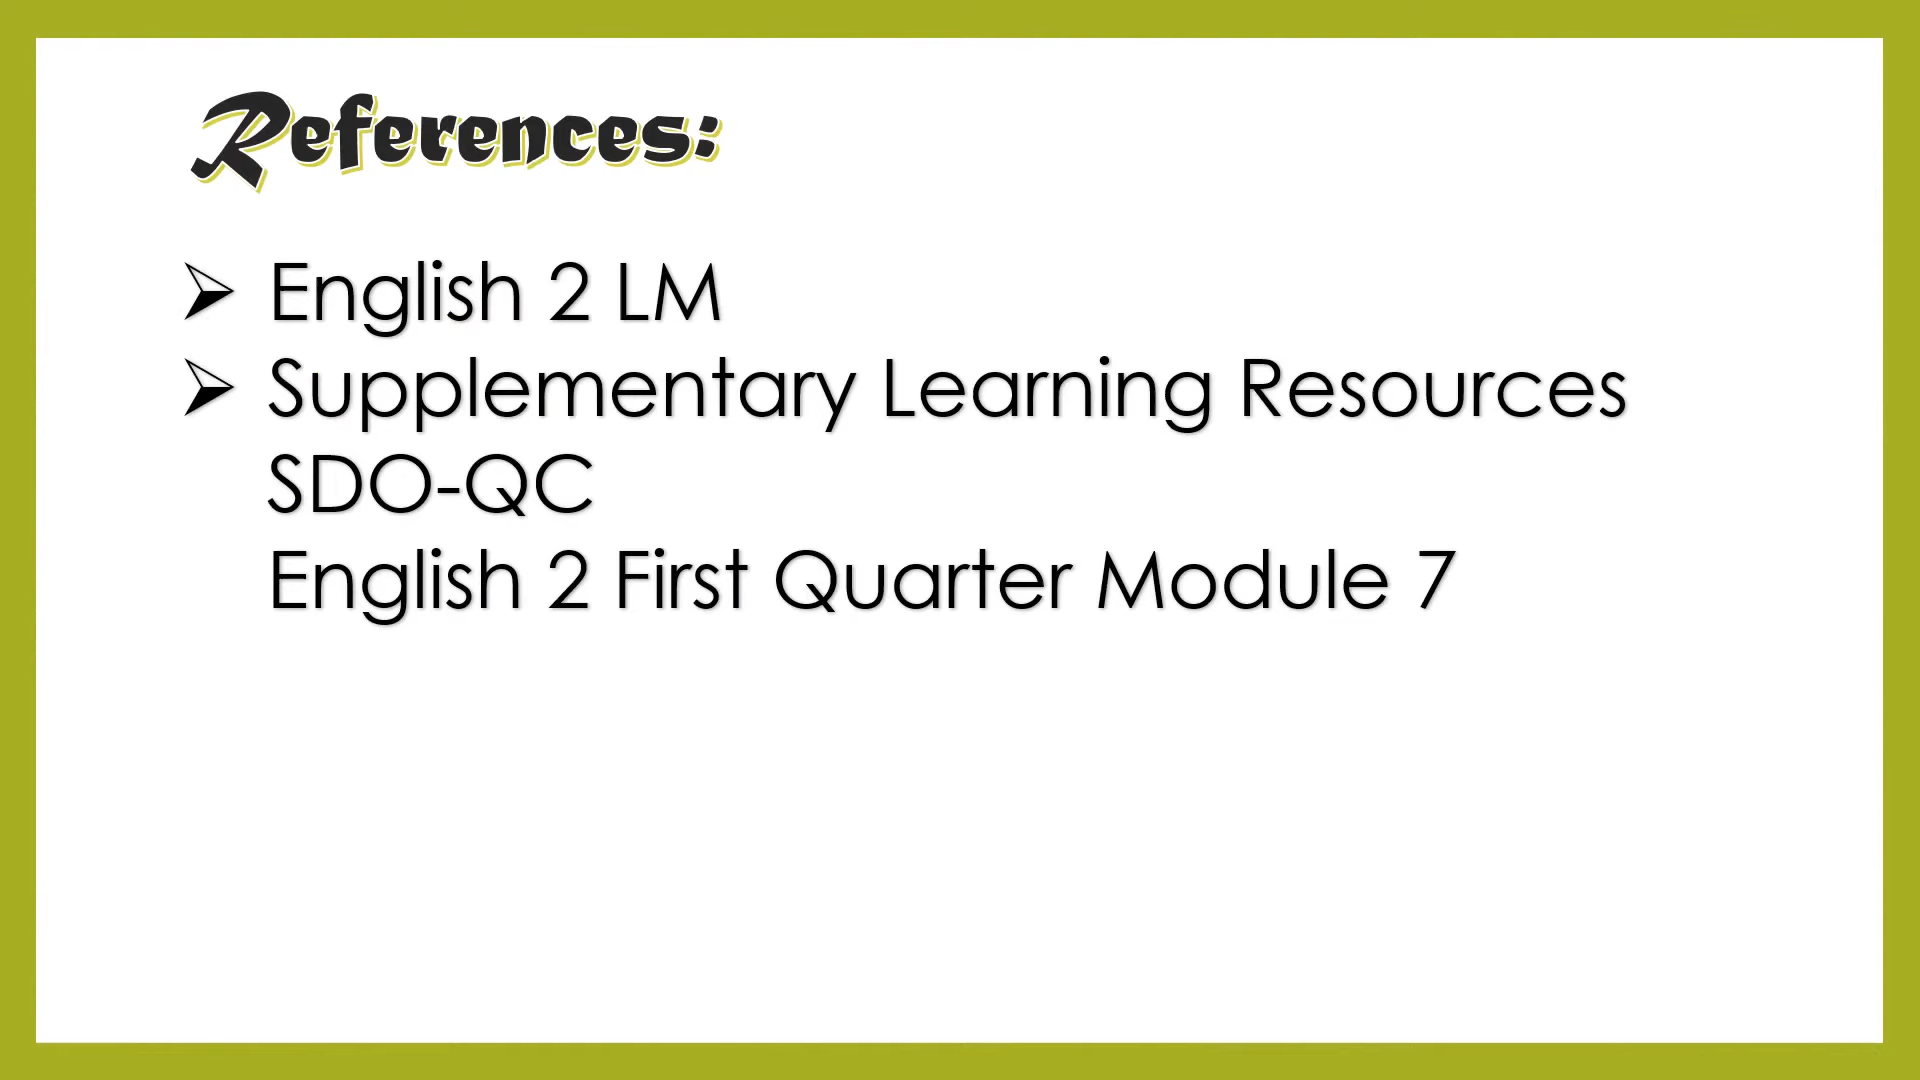 References:
➢ English 2 LM
➢ Supplementary Learning Resources
SDO-QC
English 2 First Quarter Module 7